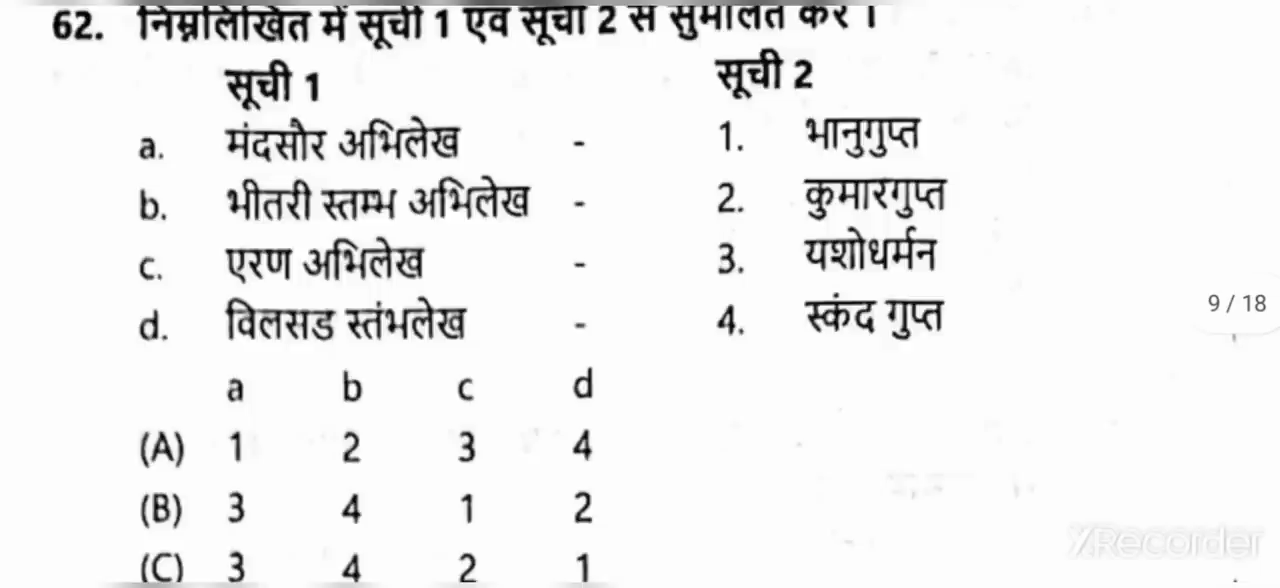 62. निम्नलिखित में सूची 1 एवं सूची 2 से सुमेलित करें ।
सूची 1 सूची 2
a. मंदसौर अभिलेख - 1. भानुगुप्त
b. भीतरी स्तम्भ अभिलेख - 2. कुमारगुप्त
c. एरण अभिलेख - 3. यशोधर्मन
d. विलसड स्तंभलेख - 4. स्कंद गुप्त
9 / 18
a b c d
(A) 1 2 3 4
(B) 3 4 1 2
XRecorder
(C) 3 4 2 1